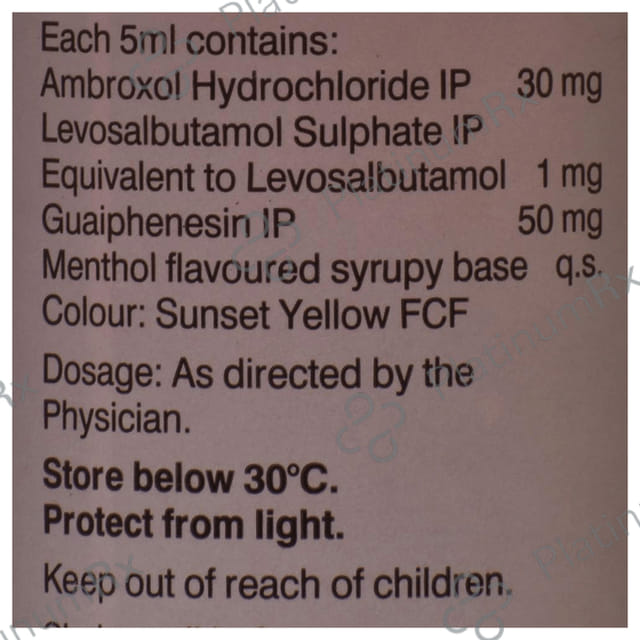 Each 5ml contains:
Ambroxol Hydrochloride IP 30 mg
Levosalbutamol Sulphate IP
Equivalent to Levosalbutamol 1 mg
Guaiphenesin IP 50 mg
Menthol flavoured syrupy base q.s.
Colour: Sunset Yellow FCF
Dosage: As directed by the
Physician.
Store below 30°C.
Protect from light.
Keep out of reach of children.
PlatinumRx